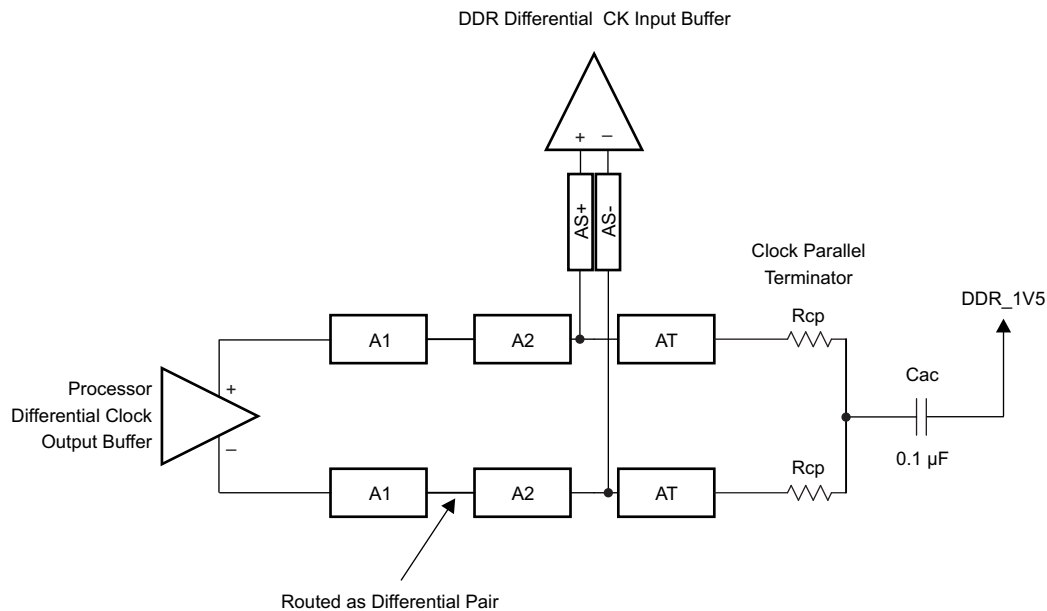 DDR Differential CK Input Buffer
+ –
AS+
AS-
Clock Parallel
Terminator
DDR_1V5
Rcp
A1
A2
AT
Cac
Processor
Differential Clock
Output Buffer
+
–
0.1 µF
Rcp
A1
A2
AT
Routed as Differential Pair